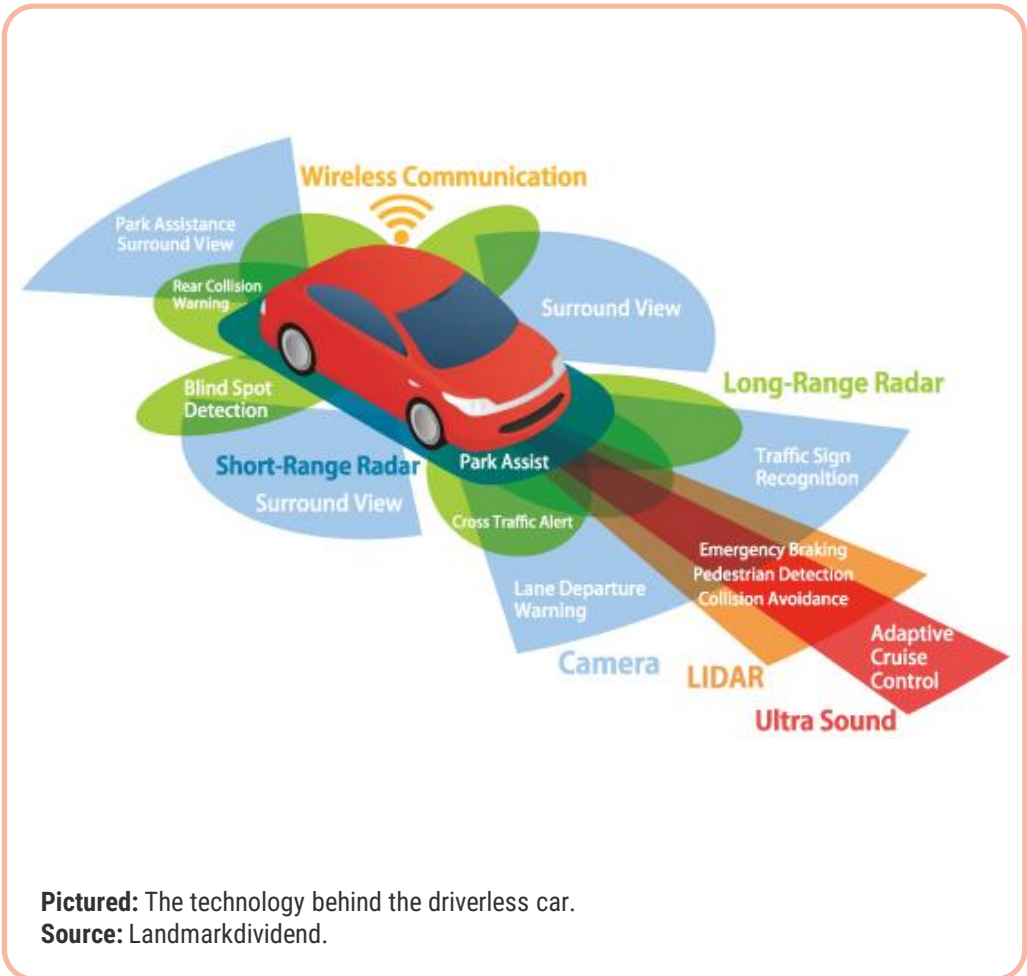 Wireless Communication
Park Assistance
Surround View
Rear Collision
Warning
Surround View
Long-Range Radar
Blind Spot
Detection
Short-Range Radar
Park Assist
Traffic Sign
Recognition
Surround View
Cross Traffic Alert
Emergency Braking
Pedestrian Detection
Collision Avoidance
Lane Departure
Warning
Adaptive
Cruise
Control
Camera
LIDAR
Ultra Sound
Pictured: The technology behind the driverless car.
Source: Landmarkdividend.